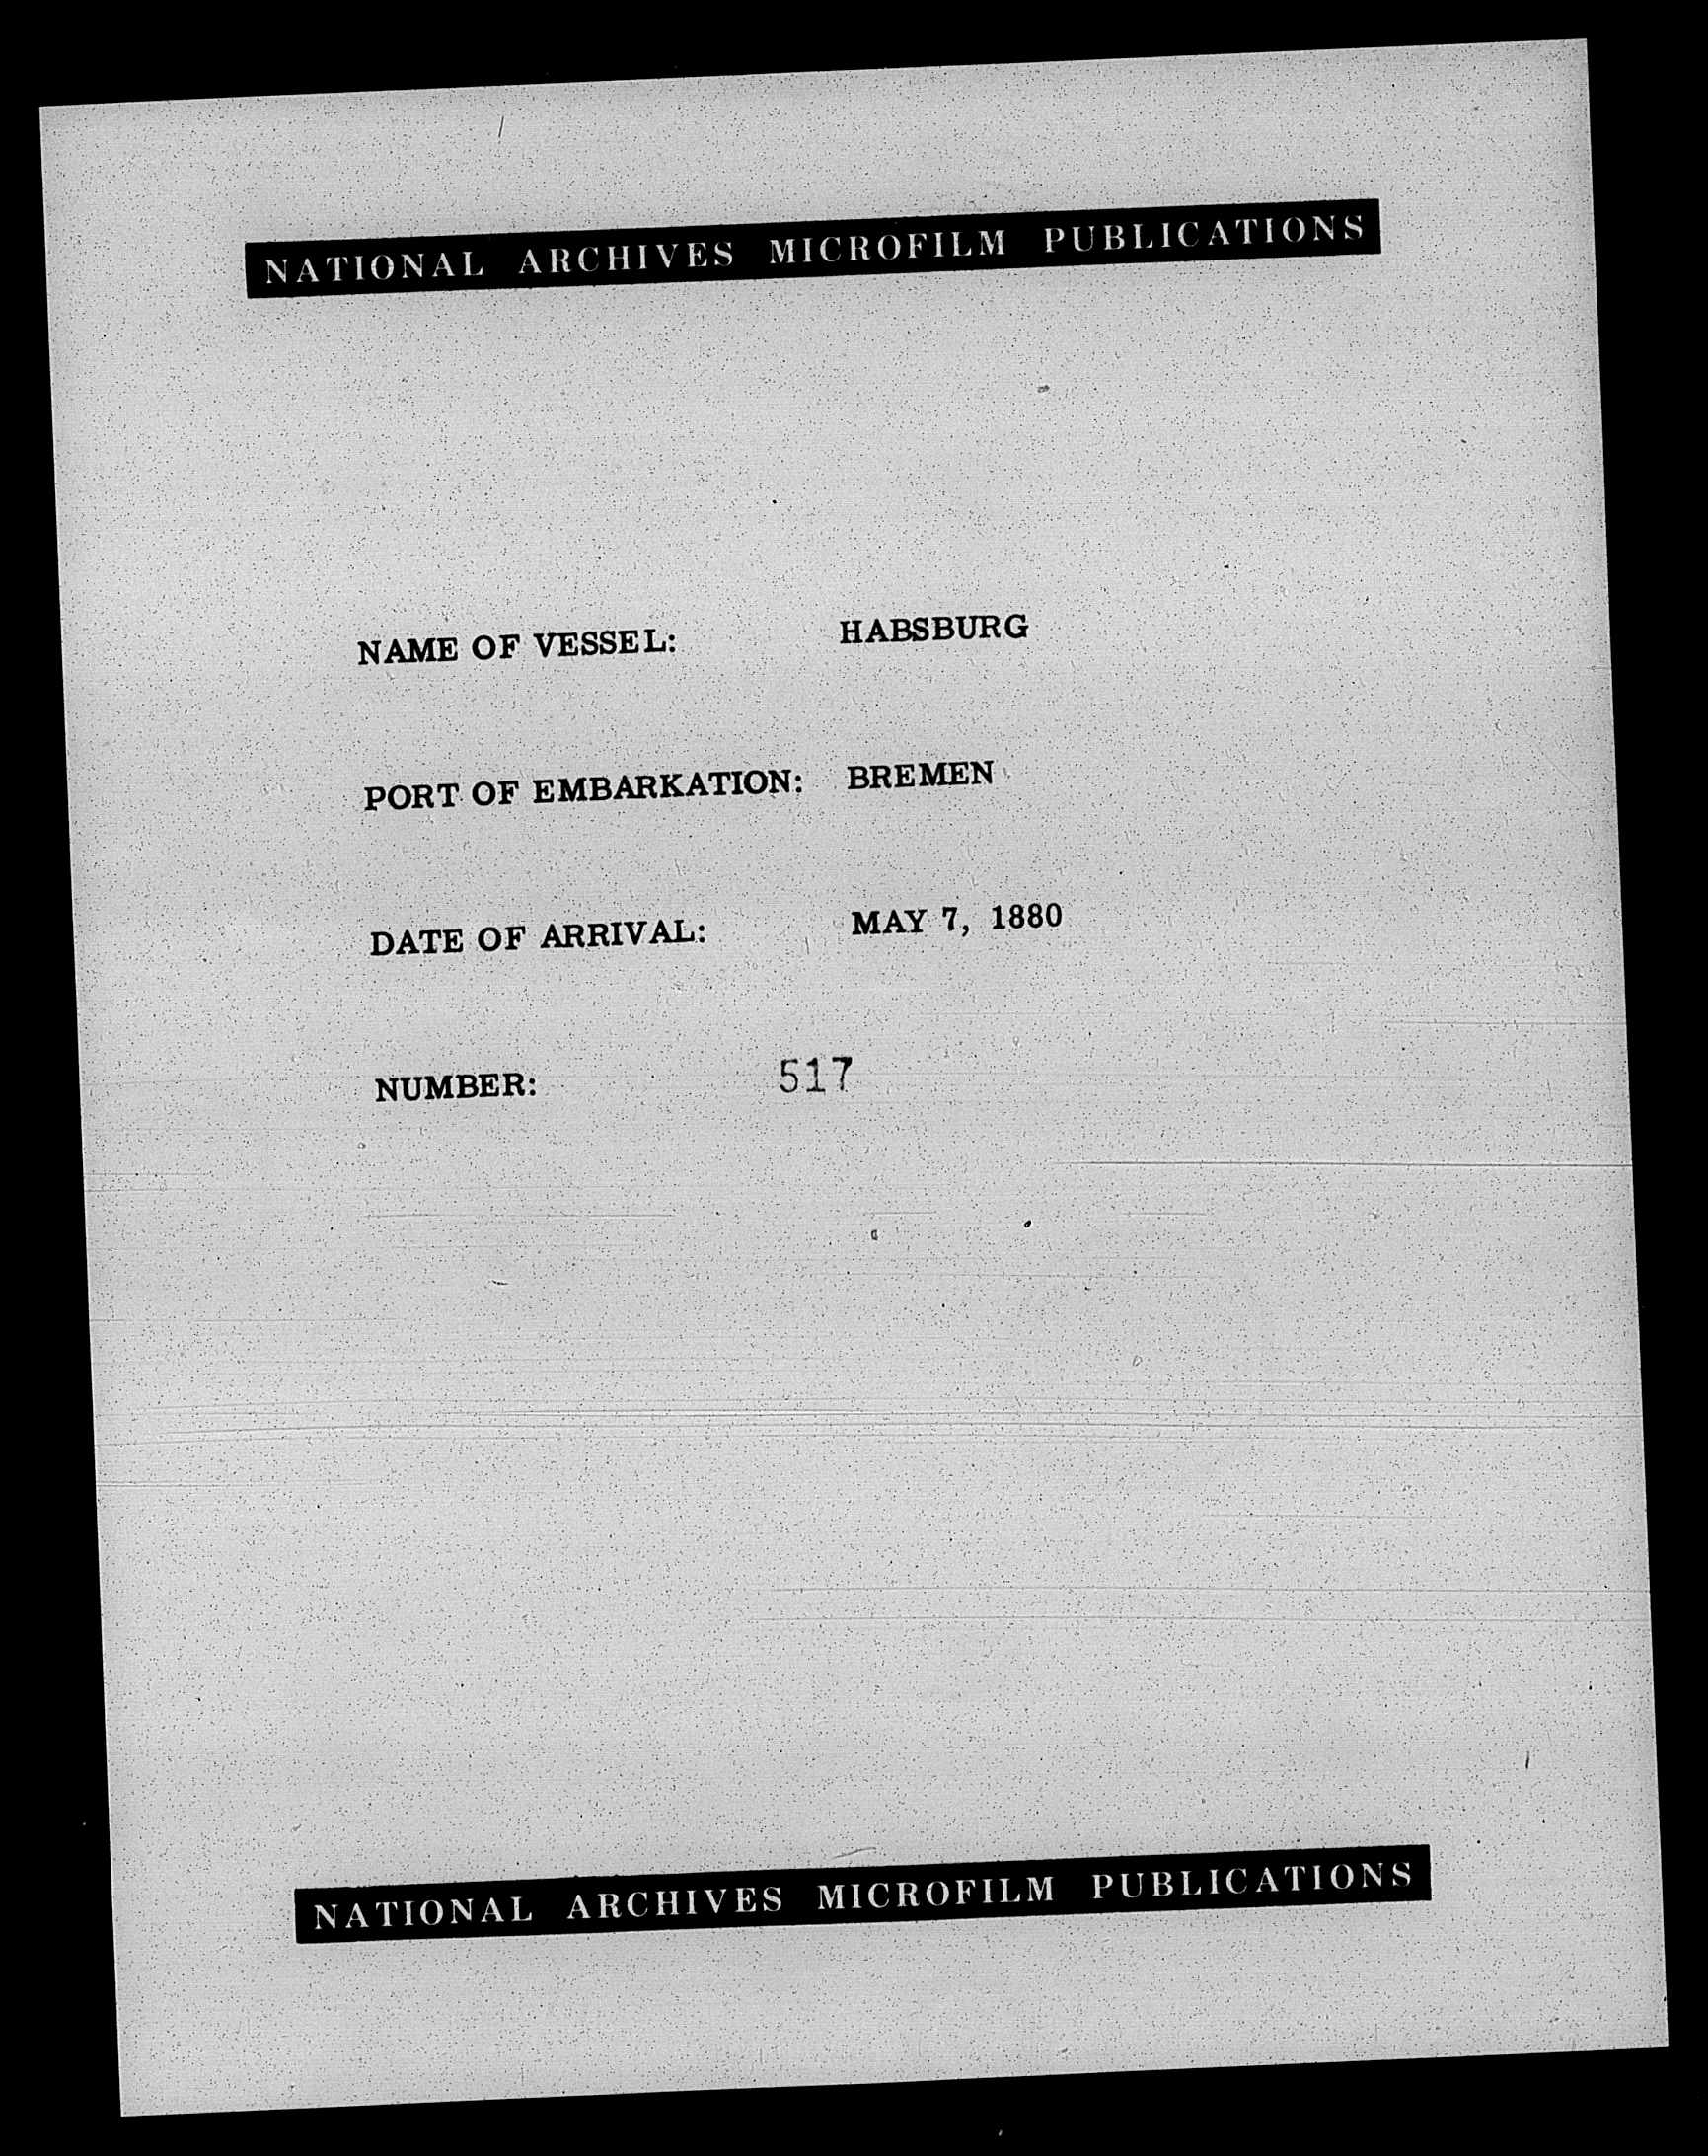 NATIONAL ARCHIVES MICROFILM PUBLICATIONS
NAME OF VESSEL: HABSBURG
PORT OF EMBARKATION: BREMEN
DATE OF ARRIVAL: MAY 7, 1880
NUMBER: 517
NATIONAL ARCHIVES MICROFILM PUBLICATIONS